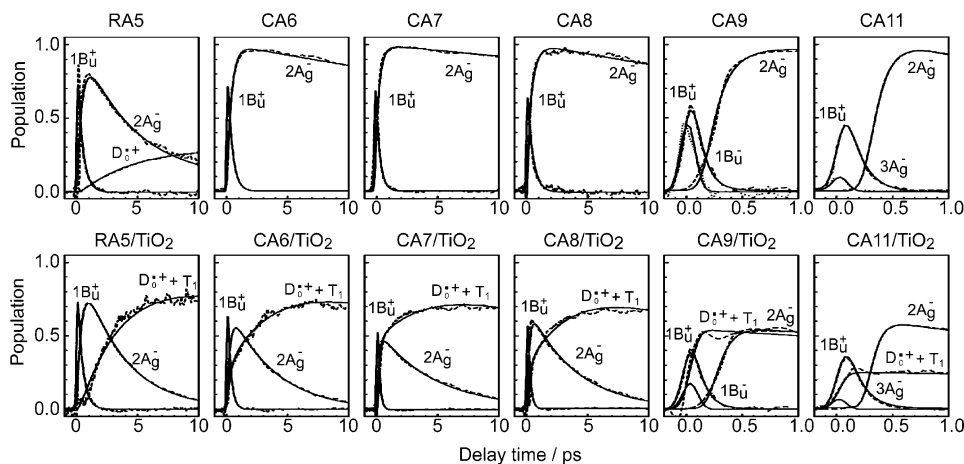 RA5 CA6 CA7 CA8 CA9 CA11
Population
1.0
0.5
0.0
1Bu+ 2Ag- D0•+
1Bu+ 2Ag-
1Bu+ 2Ag-
1Bu+ 2Ag-
1Bu+ 2Ag- 1Bu-
1Bu+ 2Ag- 3Ag-
0 5 10 0 5 10 0 5 10 0 5 10 0.0 0.5 1.0 0.0 0.5 1.0
RA5/TiO2 CA6/TiO2 CA7/TiO2 CA8/TiO2 CA9/TiO2 CA11/TiO2
Population
1.0
0.5
0.0
1Bu+ D0•+ + T1 2Ag-
1Bu+ D0•+ + T1 2Ag-
1Bu+ D0•+ + T1 2Ag-
1Bu+ D0•+ + T1 2Ag-
1Bu+ D0•+ + T1 2Ag- 1Bu-
1Bu+ 2Ag- D0•+ + T1 3Ag-
0 5 10 0 5 10 0 5 10 0 5 10 0.0 0.5 1.0 0.0 0.5 1.0
Delay time / ps